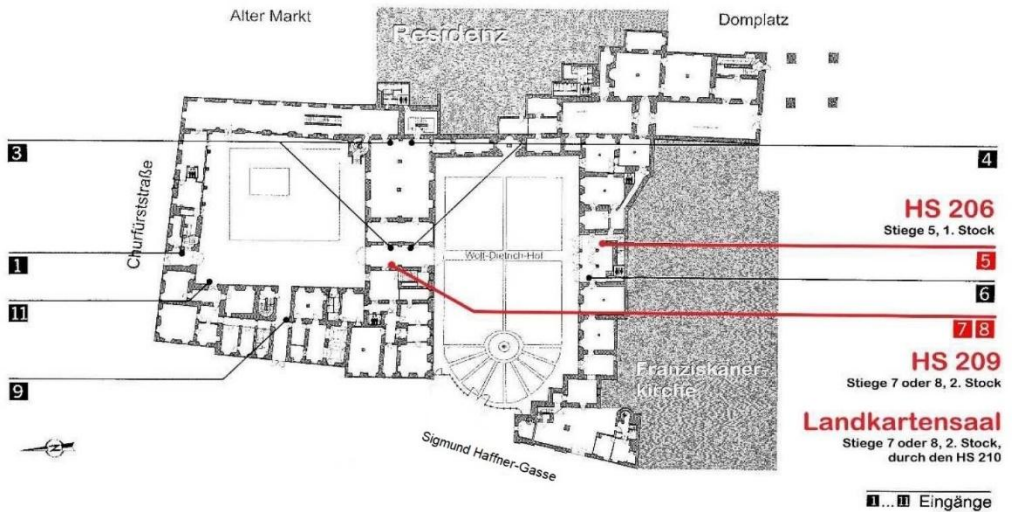 Alter Markt
Domplatz
Residenz
3
4
Churfürststraße
HS 206
Stiege 5, 1. Stock
Wolf-Dietrich-Hof
1
5
11
6
7 8
HS 209
Stiege 7 oder 8, 2. Stock
Franziskaner
kirche
9
Landkartensaal
Stiege 7 oder 8, 2. Stock,
durch den HS 210
Sigmund Haffner-Gasse
N
1...11 Eingänge